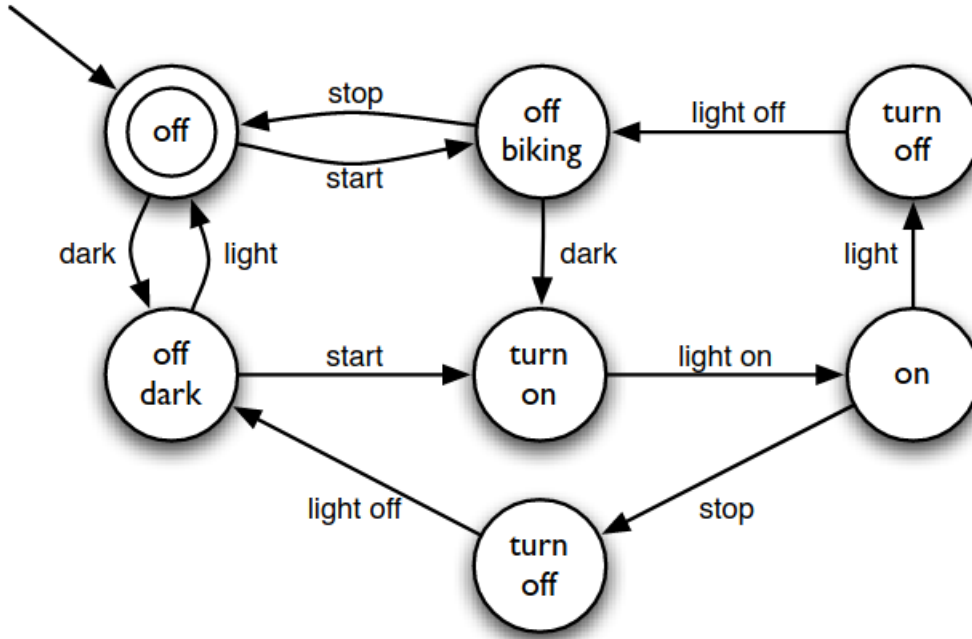 stop
off
off
biking
light off
turn
off
start
dark
light
dark
light
off
dark
start
turn
on
light on
on
light off
stop
turn
off